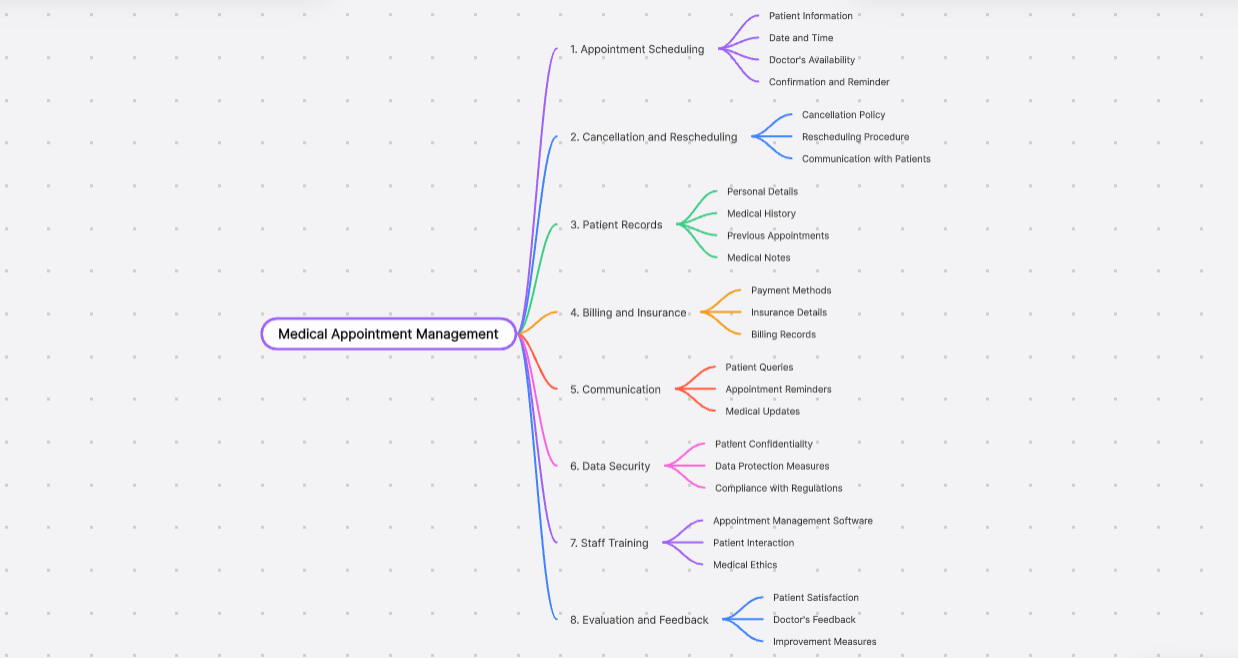 Medical Appointment Management
1. Appointment Scheduling
Patient Information
Date and Time
Doctor's Availability
Confirmation and Reminder
2. Cancellation and Rescheduling
Cancellation Policy
Rescheduling Procedure
Communication with Patients
3. Patient Records
Personal Details
Medical History
Previous Appointments
Medical Notes
4. Billing and Insurance
Payment Methods
Insurance Details
Billing Records
5. Communication
Patient Queries
Appointment Reminders
Medical Updates
6. Data Security
Patient Confidentiality
Data Protection Measures
Compliance with Regulations
7. Staff Training
Appointment Management Software
Patient Interaction
Medical Ethics
8. Evaluation and Feedback
Patient Satisfaction
Doctor's Feedback
Improvement Measures